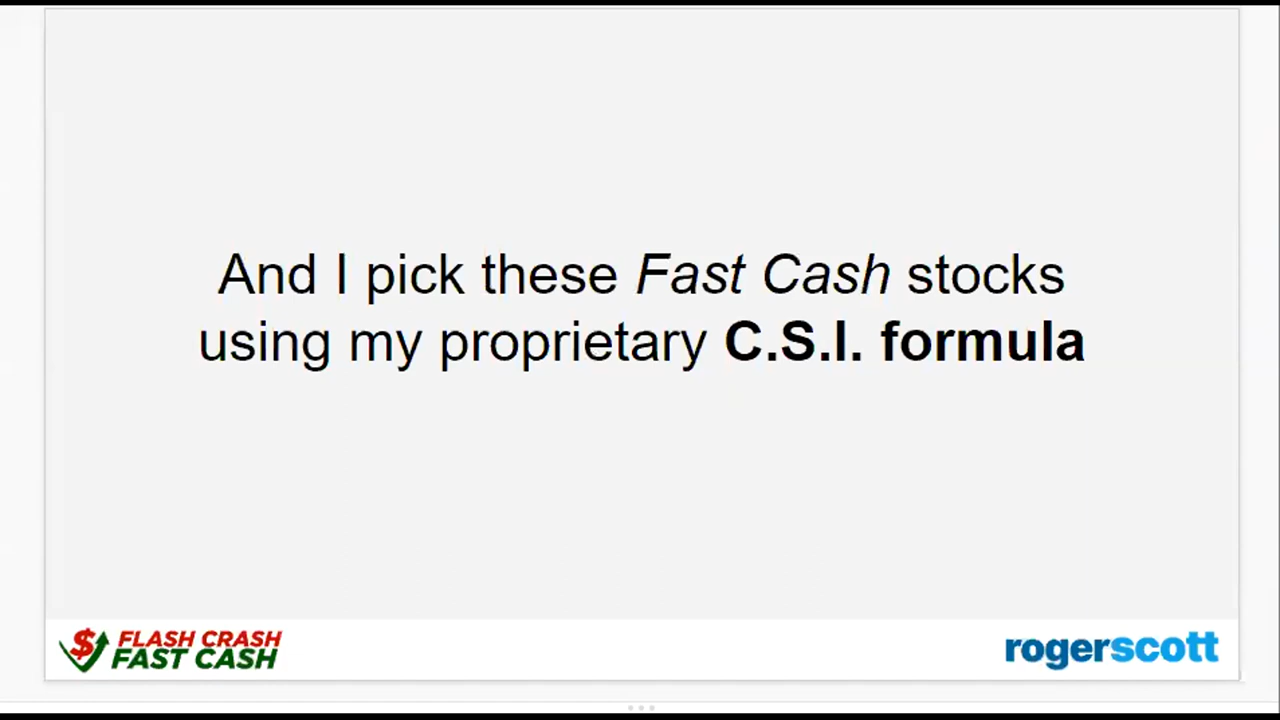 And I pick these Fast Cash stocks
using my proprietary C.S.I. formula
FLASH CRASH
FAST CASH
rogerscott